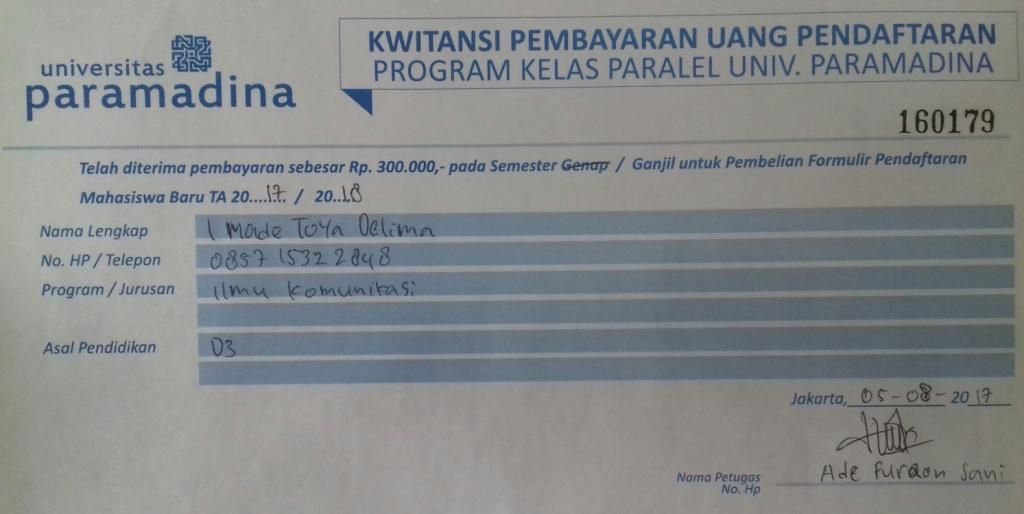 universitas
paramadina
KWITANSI PEMBAYARAN UANG PENDAFTARAN
PROGRAM KELAS PARALEL UNIV. PARAMADINA
160179
Telah diterima pembayaran sebesar Rp. 300.000,- pada Semester Genap / Ganjil untuk Pembelian Formulir Pendaftaran
Mahasiswa Baru TA 20....17. / 20..18
Nama Lengkap I Made Toya Delima
No. HP / Telepon 0857 1532 2848
Program / Jurusan Ilmu Komunikasi
Asal Pendidikan D3
Jakarta, 05-08- 2017
Ade Furqon Sani
Nama Petugas
No. Hp